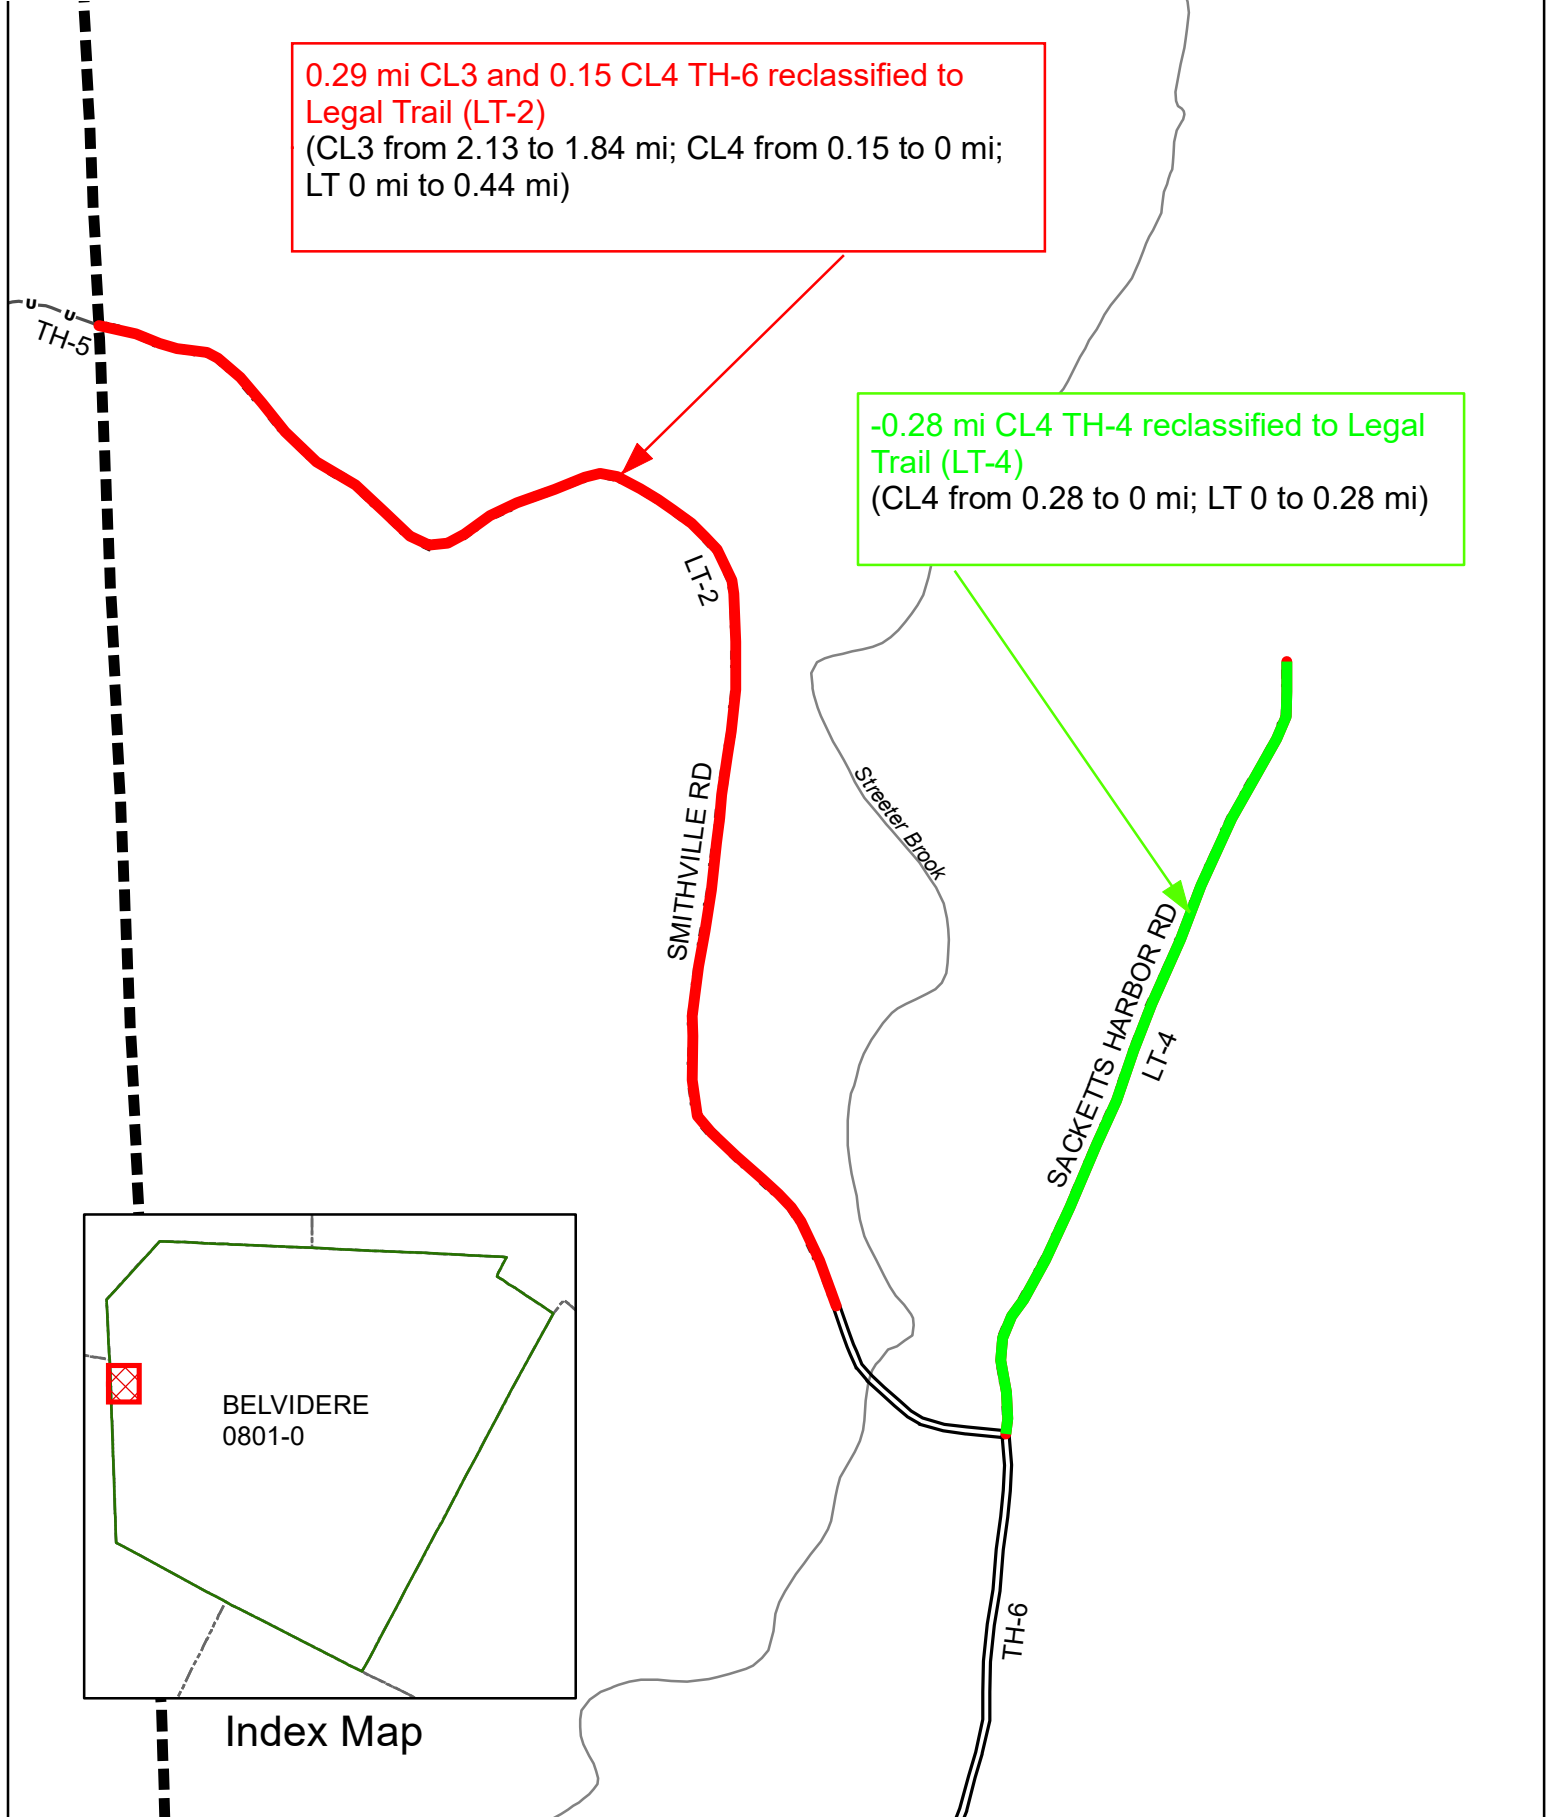 0.29 mi CL3 and 0.15 CL4 TH-6 reclassified to
Legal Trail (LT-2)
(CL3 from 2.13 to 1.84 mi; CL4 from 0.15 to 0 mi;
LT 0 mi to 0.44 mi)
U
U
TH-5
-0.28 mi CL4 TH-4 reclassified to Legal
Trail (LT-4)
(CL4 from 0.28 to 0 mi; LT 0 to 0.28 mi)
LT-2
SMITHVILLE RD
Streeter Brook
SACKETTS HARBOR RD
LT-4
BELVIDERE
0801-0
TH-6
Index Map